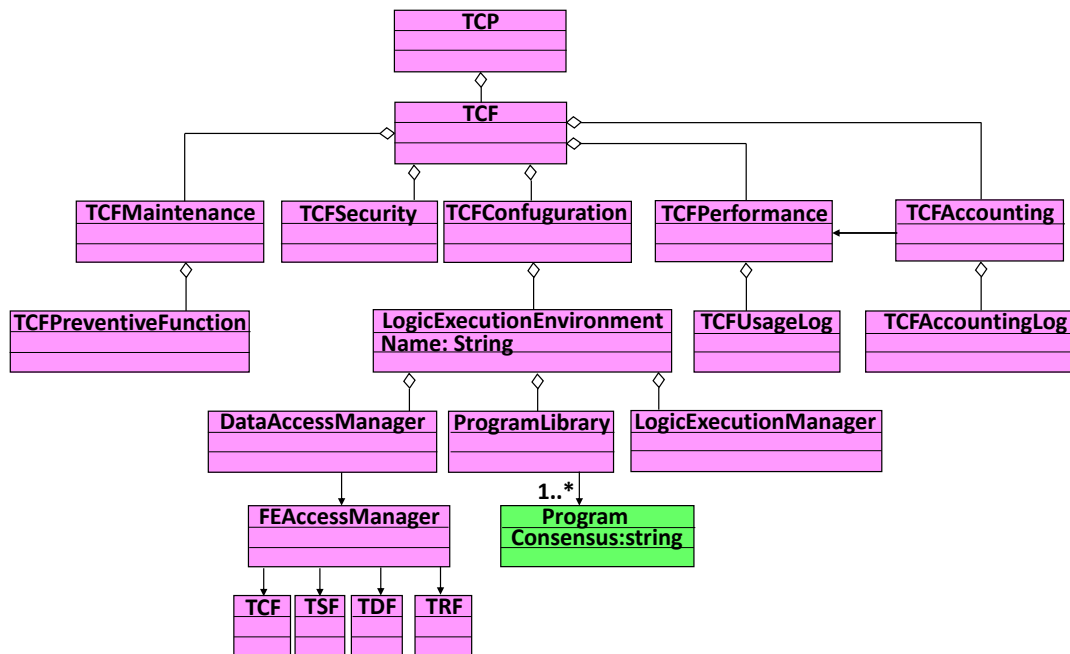 TCP
TCF
TCFMaintenance
TCFSecurity
TCFConfuguration
TCFPerformance
TCFAccounting
TCFPreventiveFunction
LogicExecutionEnvironment
Name: String
TCFUsageLog
TCFAccountingLog
DataAccessManager
ProgramLibrary
LogicExecutionManager
1..*
FEAccessManager
Program
Consensus:string
TCF
TSF
TDF
TRF